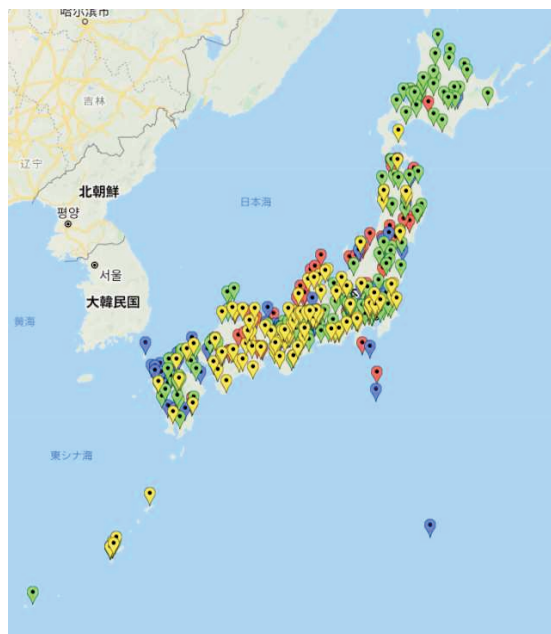 哈尔滨市
吉林
辽宁
北朝鮮
평양
日本海
서울
大韓民国
黄海
東シナ海